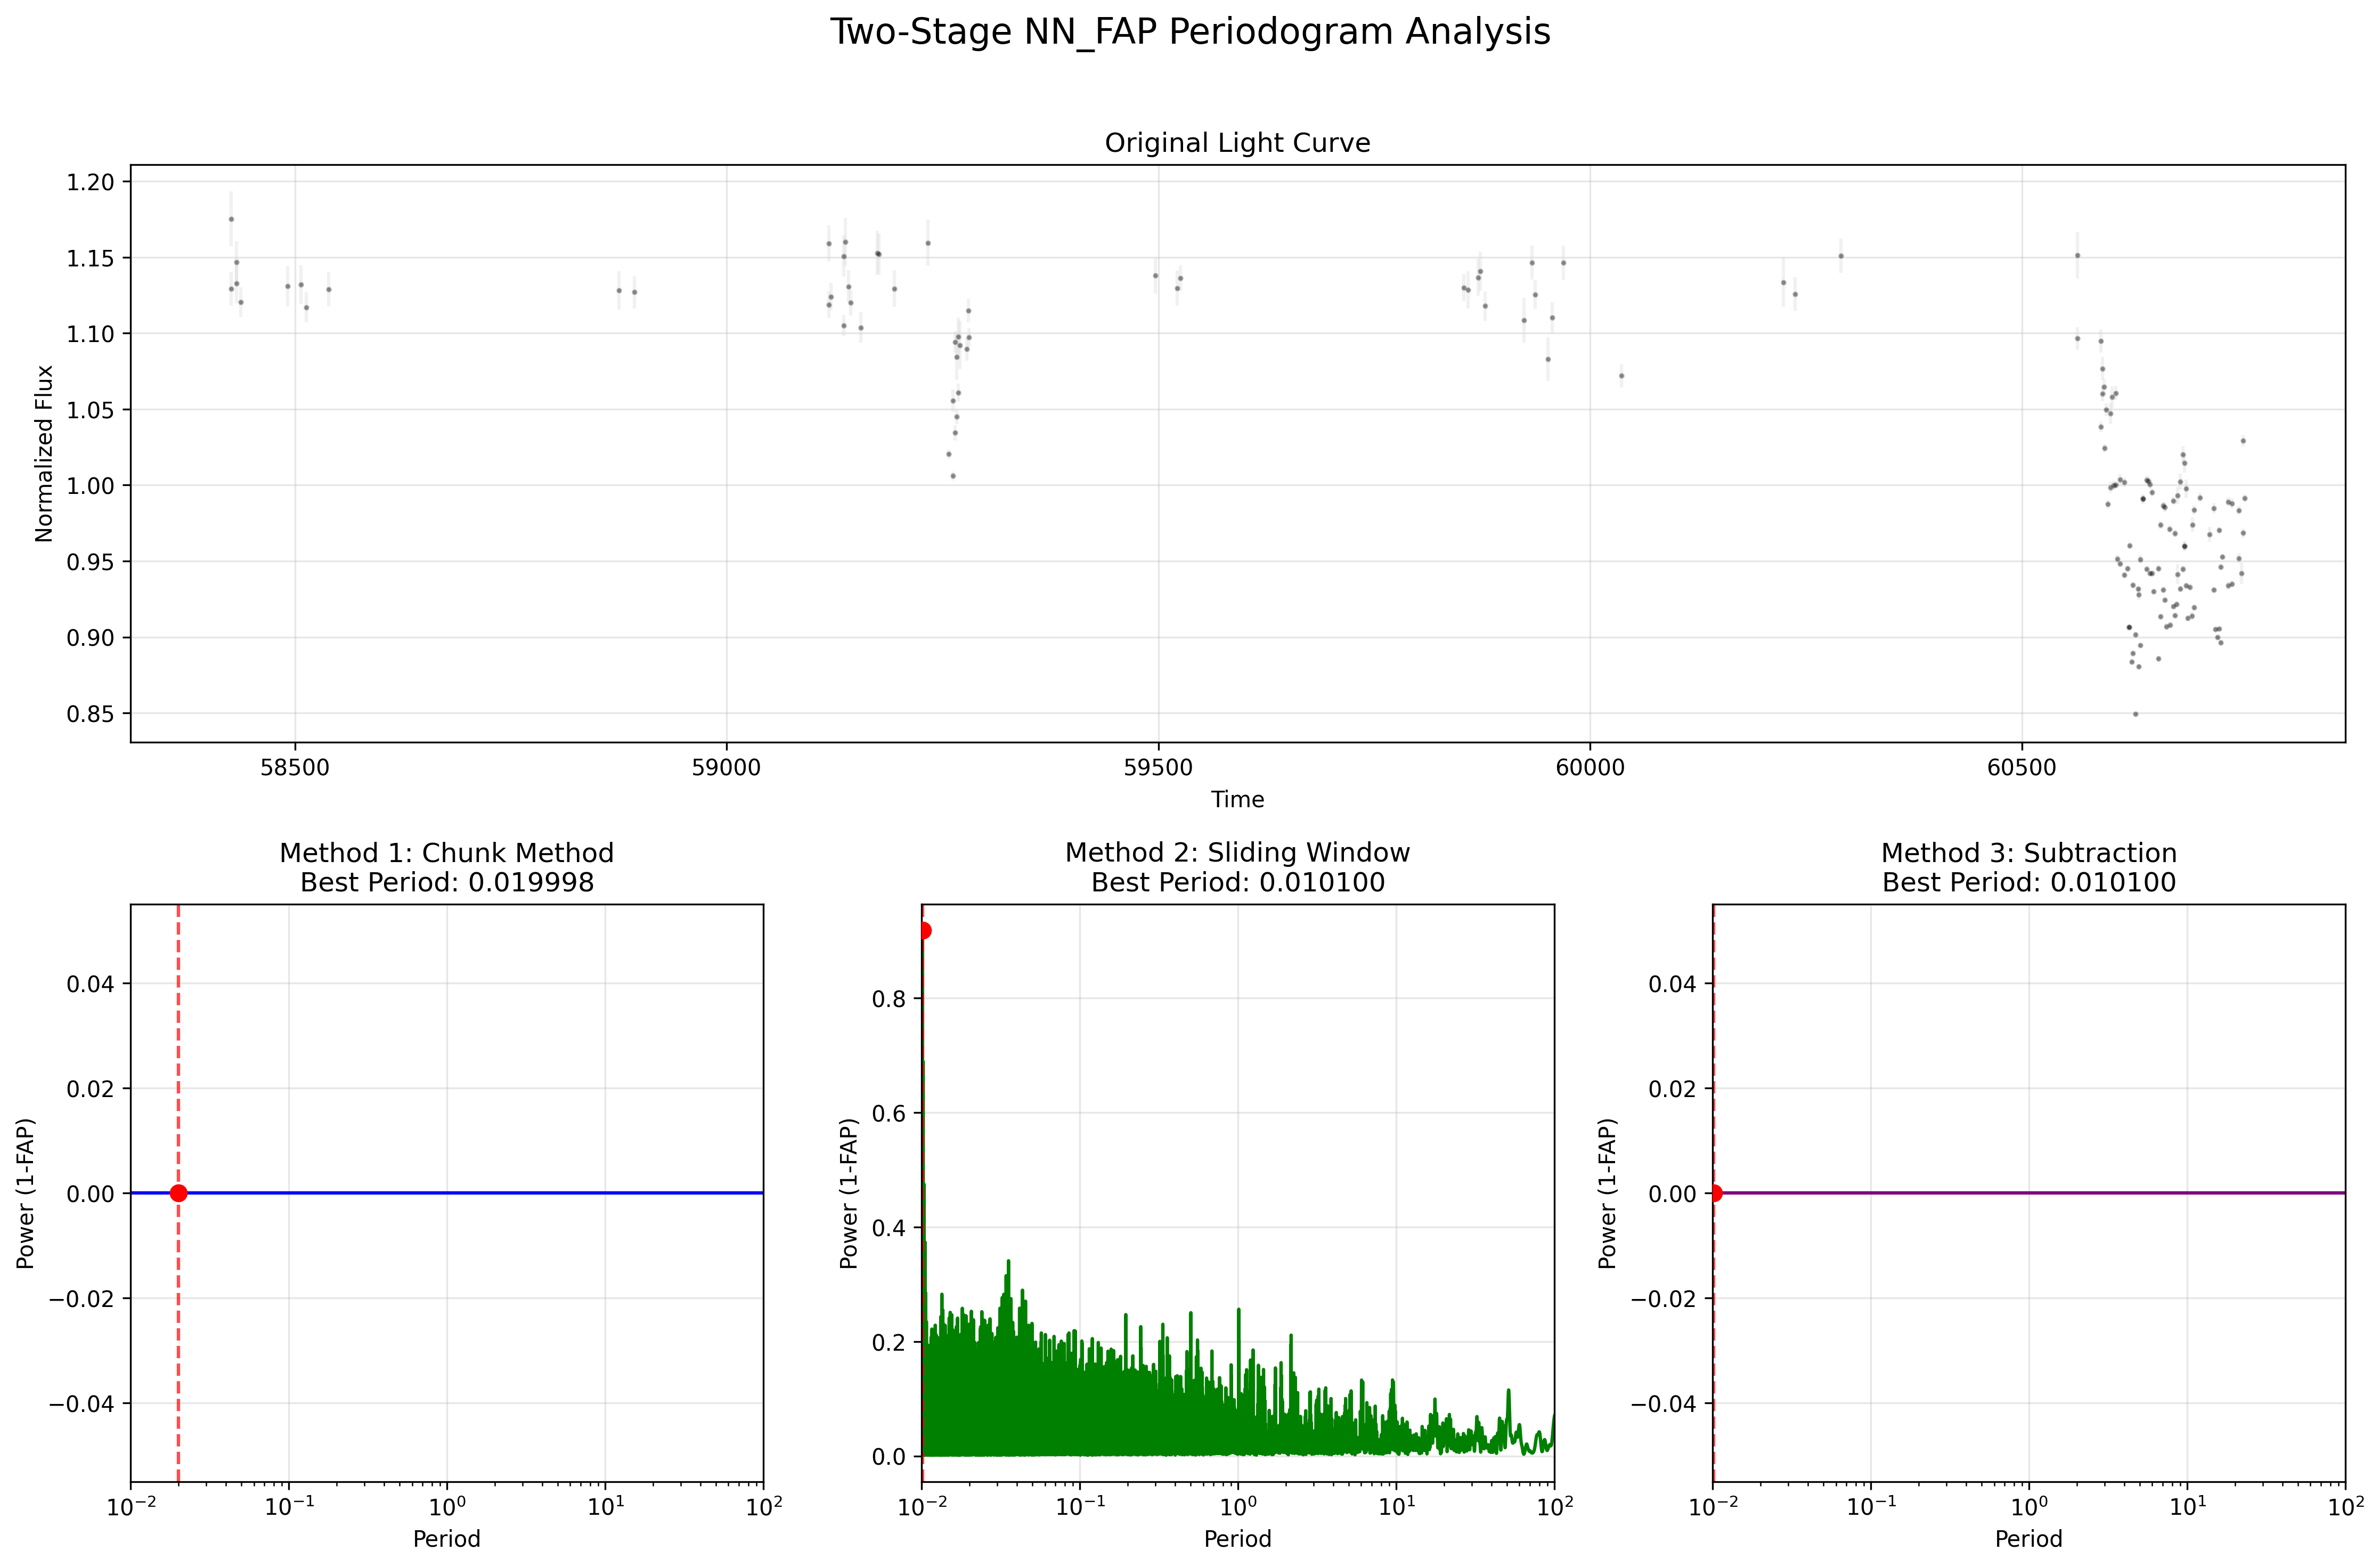 Two-Stage NN_FAP Periodogram Analysis
Original Light Curve
Normalized Flux
1.20
1.15
1.10
1.05
1.00
0.95
0.90
0.85
58500
59000
59500
60000
60500
Time
Method 1: Chunk Method
Best Period: 0.019998
Power (1-FAP)
0.04
0.02
0.00
−0.02
−0.04
10⁻²
10⁻¹
10⁰
10¹
10²
Period
Method 2: Sliding Window
Best Period: 0.010100
Power (1-FAP)
0.8
0.6
0.4
0.2
0.0
10⁻²
10⁻¹
10⁰
10¹
10²
Period
Method 3: Subtraction
Best Period: 0.010100
Power (1-FAP)
0.04
0.02
0.00
−0.02
−0.04
10⁻²
10⁻¹
10⁰
10¹
10²
Period